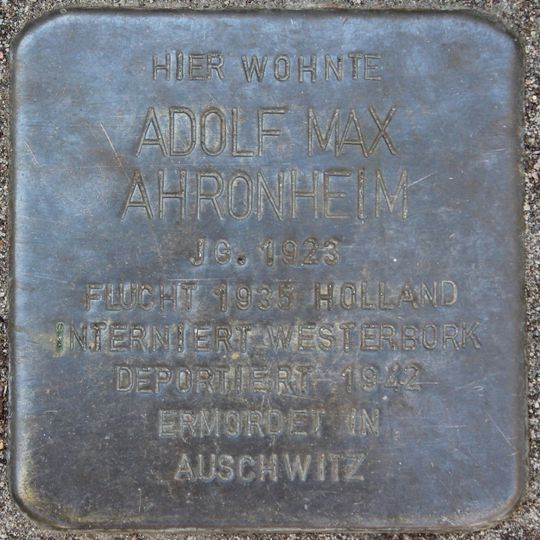 HIER WOHNTE
ADOLF MAX
AHRONHEIM
JG. 1923
FLUCHT 1935 HOLLAND
INTERNIERT WESTERBORK
DEPORTIERT 1942
ERMORDET IN
AUSCHWITZ